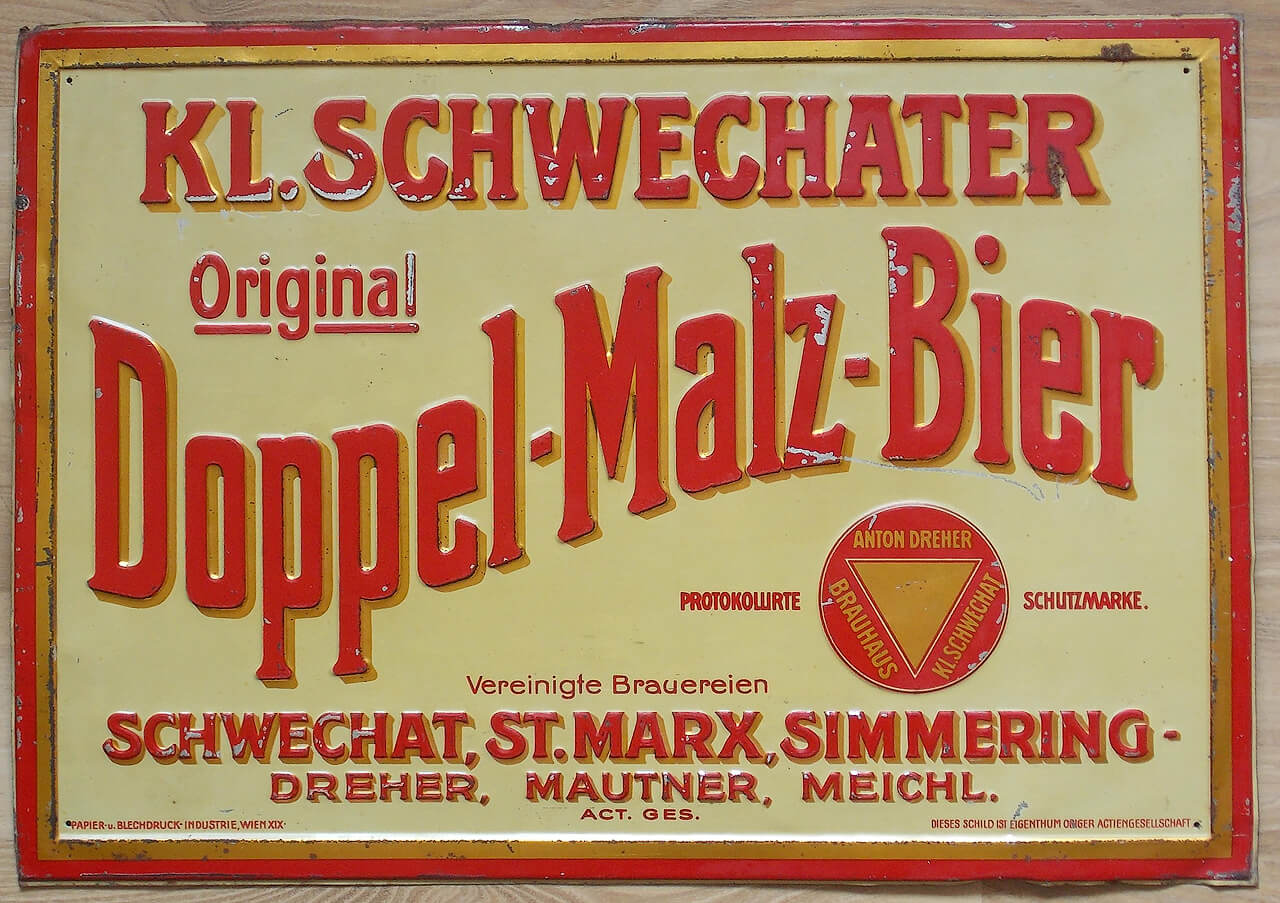 KL. SCHWECHATER
Original
Doppel-Malz-Bier
PROTOKOLLIRTE
ANTON DREHER
BRAUHAUS
KL.SCHWECHAT
SCHUTZMARKE.
Vereinigte Brauereien
SCHWECHAT, ST. MARX, SIMMERING -
DREHER, MAUTNER, MEICHL.
ACT. GES.
PAPIER- u. BLECHDRUCK- INDUSTRIE, WIEN XIX.
DIESES SCHILD IST EIGENTHUM OBIGER ACTIENGESELLSCHAFT